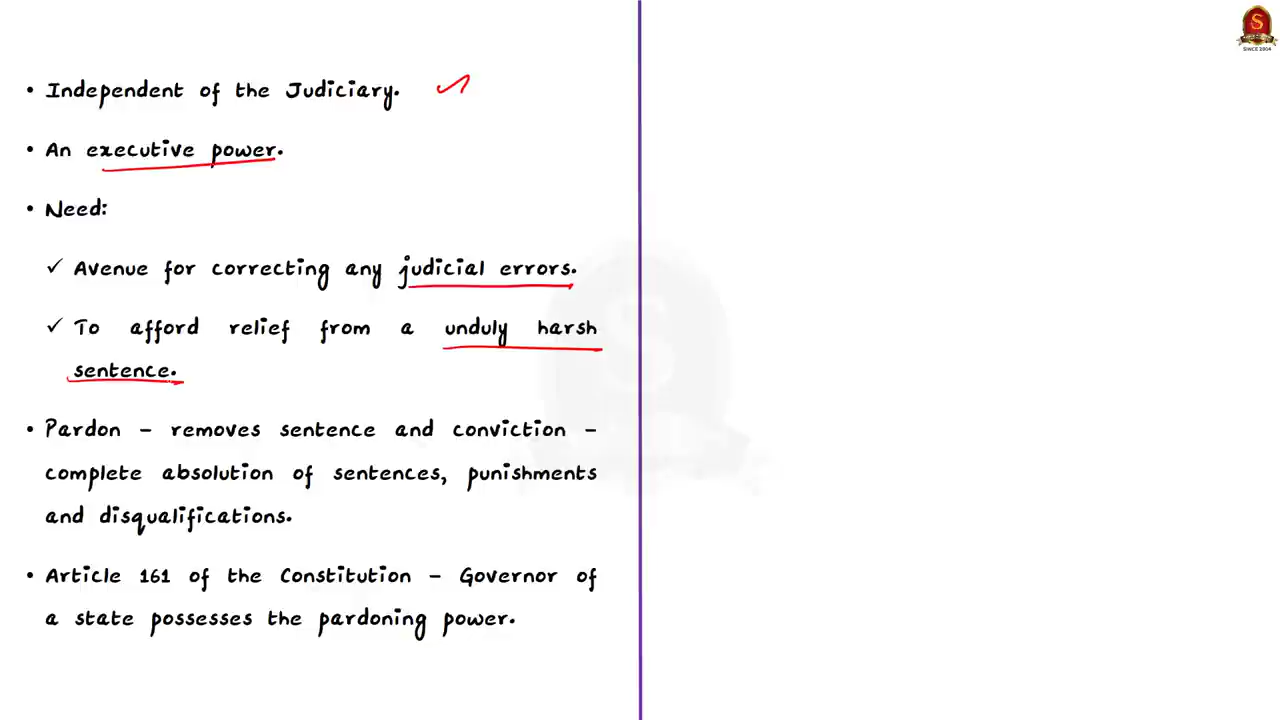 • Independent of the Judiciary.
• An executive power.
• Need:
✓ Avenue for correcting any judicial errors.
✓ To afford relief from a unduly harsh
sentence.
• Pardon – removes sentence and conviction –
complete absolution of sentences, punishments
and disqualifications.
• Article 161 of the Constitution – Governor of
a state possesses the pardoning power.
S
SINCE 2004